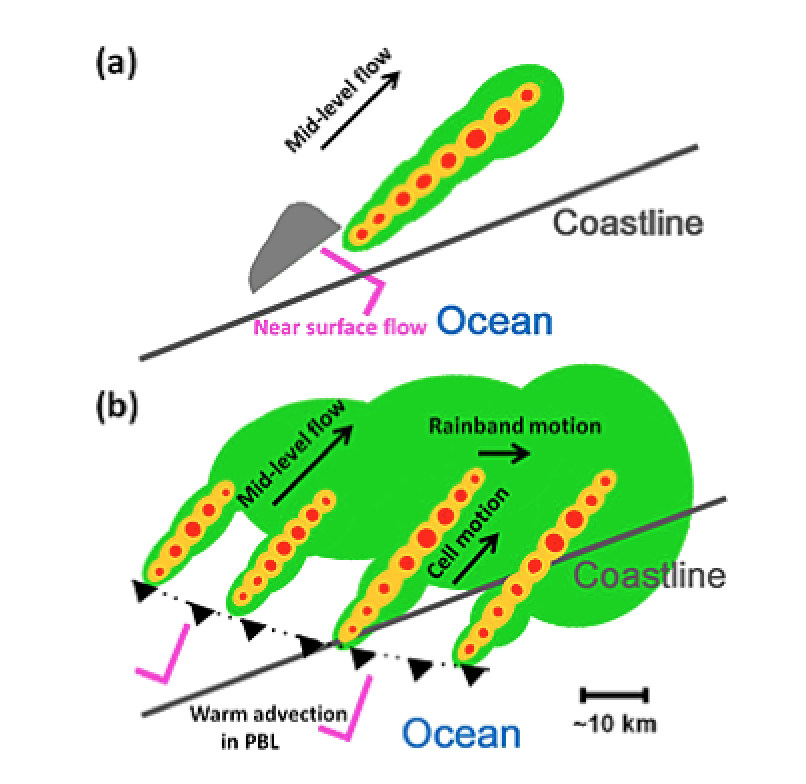 (a)
Mid-level flow
Coastline
Near surface flow
Ocean
(b)
Mid-level flow
Rainband motion
Cell motion
Coastline
Warm advection
in PBL
Ocean
~10 km